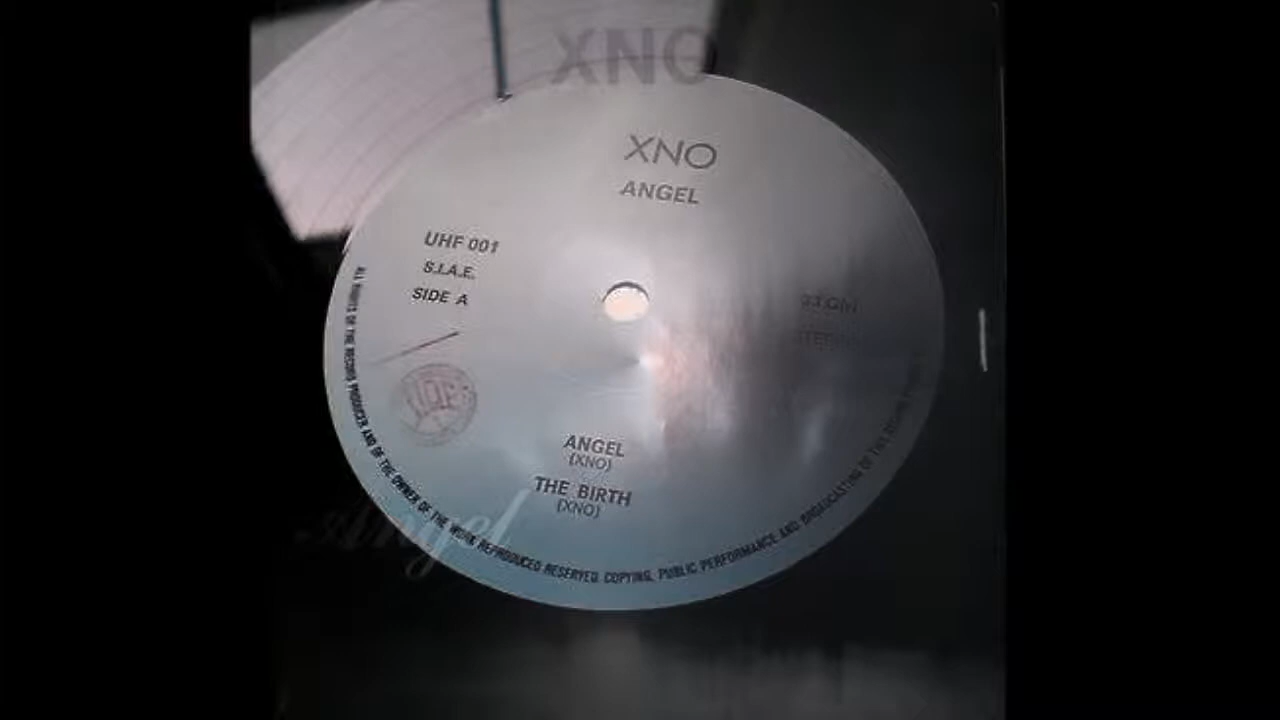 XNO
XNO
ANGEL
UHF 001
S.I.A.E.
SIDE A
ANGEL
(XNO)
THE BIRTH
(XNO)
Angel
ALL RIGHTS OF THE RECORD PRODUCER AND OF THE OWNER OF THE WORK REPRODUCED RESERVED. COPYING, PUBLIC PERFORMANCE AND BROADCASTING OF THIS RECORD